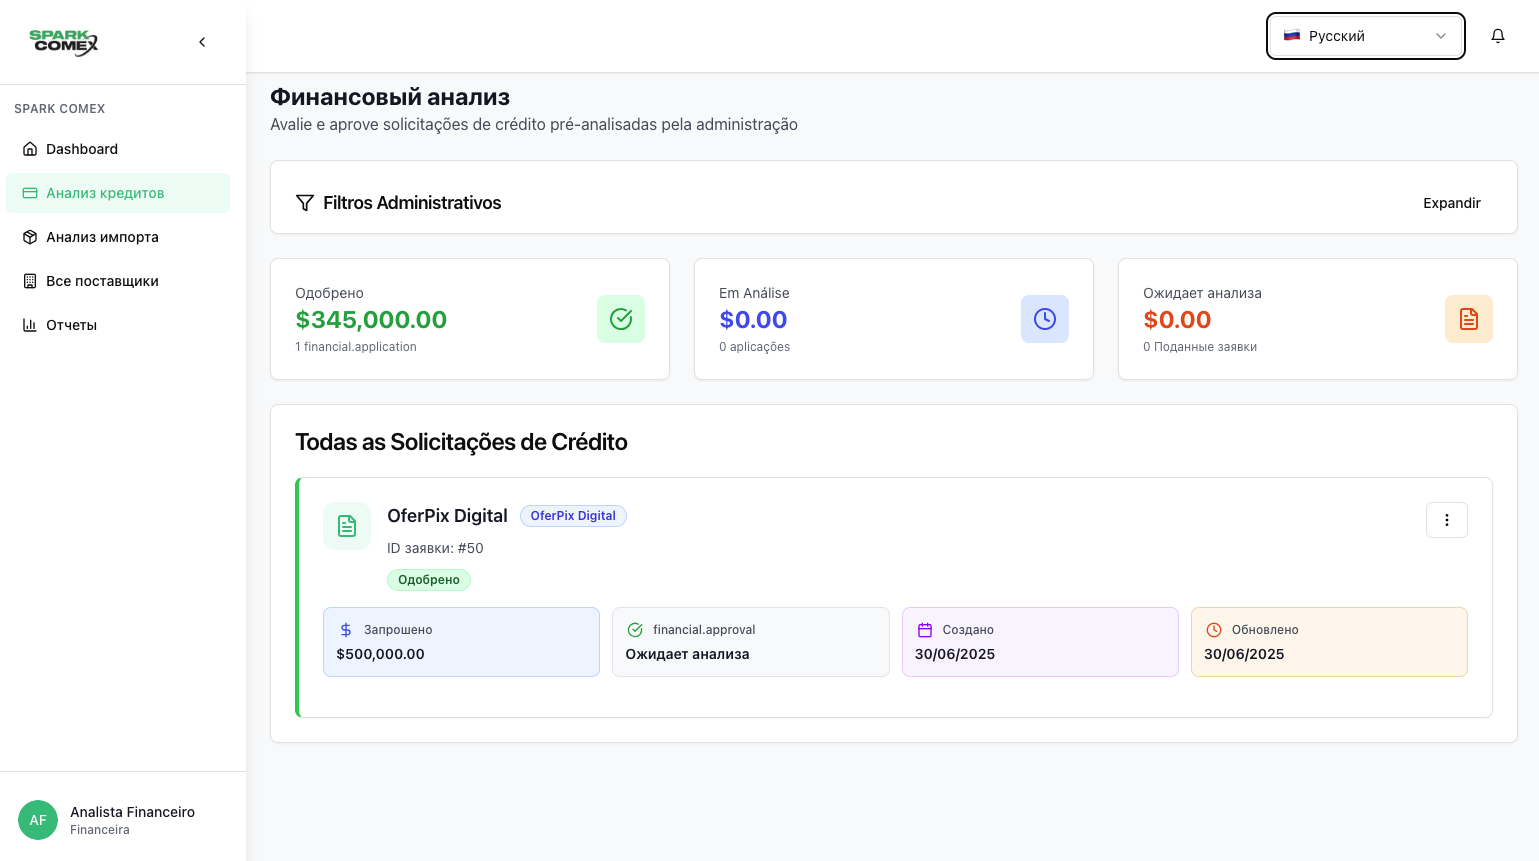 SPARK
COMEX
Русский
SPARK COMEX
Dashboard
Анализ кредитов
Анализ импорта
Все поставщики
Отчеты
AF
Analista Financeiro
Financeira
Финансовый анализ
Avalie e aprove solicitações de crédito pré-analisadas pela administração
Filtros Administrativos
Expandir
Одобрено
$345,000.00
1 financial.application
Em Análise
$0.00
0 aplicações
Ожидает анализа
$0.00
0 Поданные заявки
Todas as Solicitações de Crédito
OferPix Digital
OferPix Digital
ID заявки: #50
Одобрено
Запрошено
$500,000.00
financial.approval
Ожидает анализа
Создано
30/06/2025
Обновлено
30/06/2025